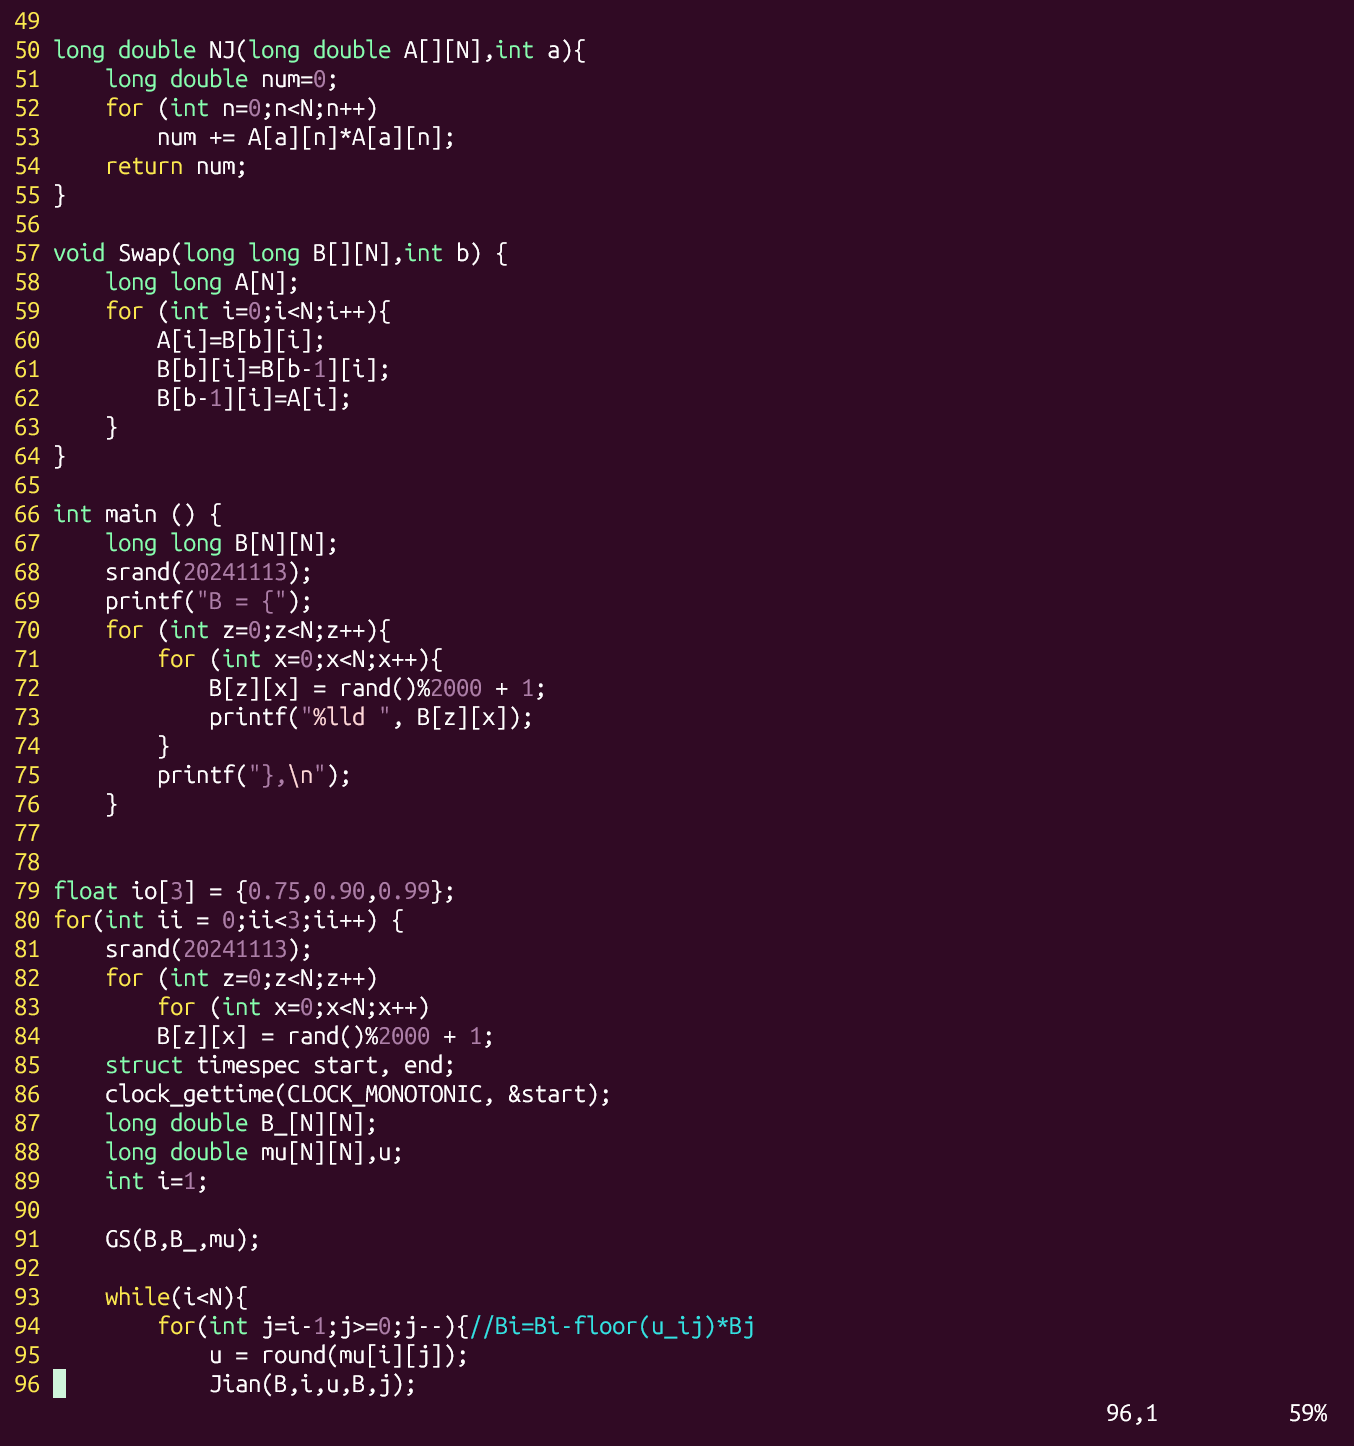 49
50 long double NJ(long double A[][N],int a){
51     long double num=0;
52     for (int n=0;n<N;n++)
53         num += A[a][n]*A[a][n];
54     return num;
55 }
56
57 void Swap(long long B[][N],int b) {
58     long long A[N];
59     for (int i=0;i<N;i++){
60         A[i]=B[b][i];
61         B[b][i]=B[b-1][i];
62         B[b-1][i]=A[i];
63     }
64 }
65
66 int main () {
67     long long B[N][N];
68     srand(20241113);
69     printf("B = {");
70     for (int z=0;z<N;z++){
71         for (int x=0;x<N;x++){
72             B[z][x] = rand()%2000 + 1;
73             printf("%lld ", B[z][x]);
74         }
75         printf("},\n");
76     }
77
78
79 float io[3] = {0.75,0.90,0.99};
80 for(int ii = 0;ii<3;ii++) {
81     srand(20241113);
82     for (int z=0;z<N;z++)
83         for (int x=0;x<N;x++)
84         B[z][x] = rand()%2000 + 1;
85     struct timespec start, end;
86     clock_gettime(CLOCK_MONOTONIC, &start);
87     long double B_[N][N];
88     long double mu[N][N],u;
89     int i=1;
90
91     GS(B,B_,mu);
92
93     while(i<N){
94         for(int j=i-1;j>=0;j--){//Bi=Bi-floor(u_ij)*Bj
95             u = round(mu[i][j]);
96             Jian(B,i,u,B,j);
96,1 59%